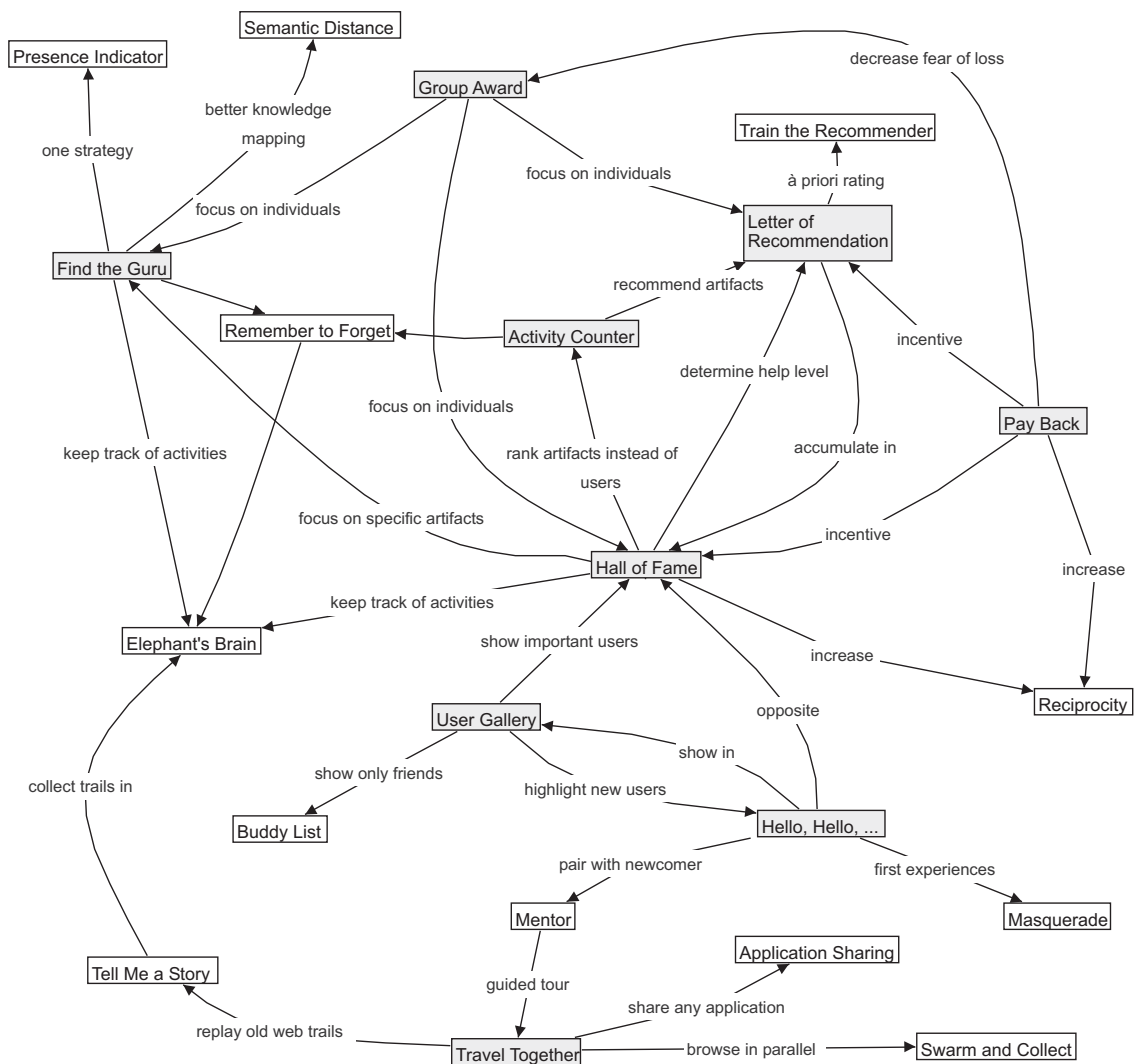 Semantic Distance
Presence Indicator
decrease fear of loss
Group Award
better knowledge
mapping
Train the Recommender
one strategy
focus on individuals
à priori rating
focus on individuals
Letter of
Recommendation
Find the Guru
recommend artifacts
Remember to Forget
Activity Counter
incentive
determine help level
focus on individuals
Pay Back
keep track of activities
rank artifacts instead of
users
accumulate in
focus on specific artifacts
incentive
Hall of Fame
increase
keep track of activities
Elephant's Brain
show important users
increase
Reciprocity
User Gallery
opposite
show in
collect trails in
show only friends
highlight new users
Buddy List
Hello, Hello, ...
pair with newcomer
first experiences
Mentor
Masquerade
Application Sharing
Tell Me a Story
guided tour
share any application
replay old web trails
Travel Together
browse in parallel
Swarm and Collect